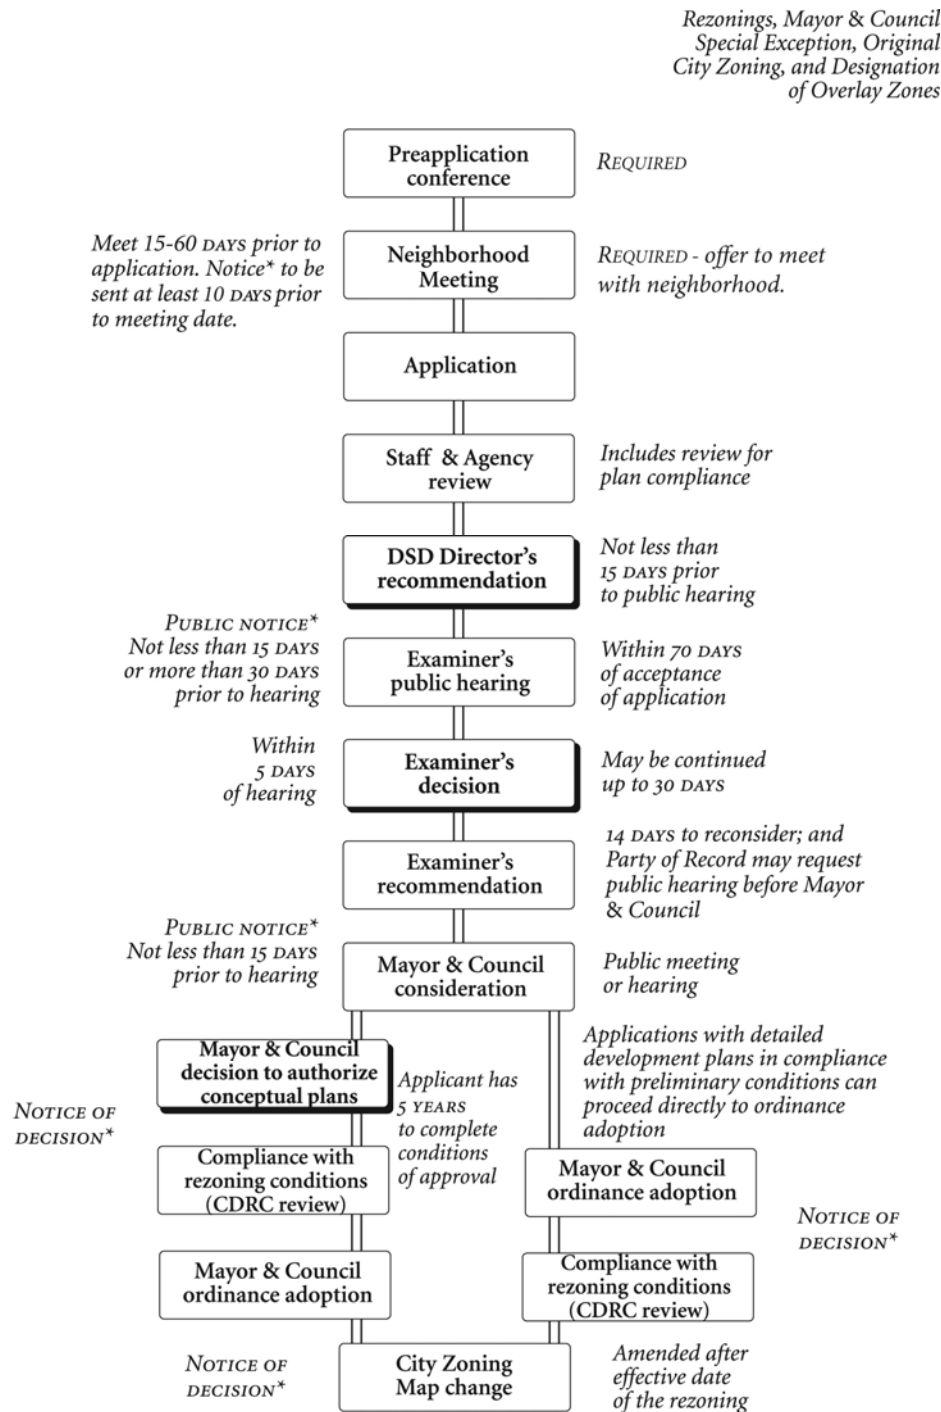 Rezonings, Mayor & Council
Special Exception, Original
City Zoning, and Designation
of Overlay Zones
Preapplication
conference
REQUIRED
Meet 15-60 DAYS prior to
application. Notice* to be
sent at least 10 DAYS prior
to meeting date.
Neighborhood
Meeting
REQUIRED - offer to meet
with neighborhood.
Application
Staff & Agency
review
Includes review for
plan compliance
DSD Director's
recommendation
Not less than
15 DAYS prior
to public hearing
PUBLIC NOTICE*
Not less than 15 DAYS
or more than 30 DAYS
prior to hearing
Examiner's
public hearing
Within 70 DAYS
of acceptance
of application
Within
5 DAYS
of hearing
Examiner's
decision
May be continued
up to 30 DAYS
Examiner's
recommendation
14 DAYS to reconsider; and
Party of Record may request
public hearing before Mayor
& Council
PUBLIC NOTICE*
Not less than 15 DAYS
prior to hearing
Mayor & Council
consideration
Public meeting
or hearing
Mayor & Council
decision to authorize
conceptual plans
Applicant has
5 YEARS
to complete
conditions
of approval
Applications with detailed
development plans in compliance
with preliminary conditions can
proceed directly to ordinance
adoption
NOTICE OF
DECISION*
Compliance with
rezoning conditions
(CDRC review)
Mayor & Council
ordinance adoption
NOTICE OF
DECISION*
Mayor & Council
ordinance adoption
Compliance with
rezoning conditions
(CDRC review)
NOTICE OF
DECISION*
City Zoning
Map change
Amended after
effective date
of the rezoning